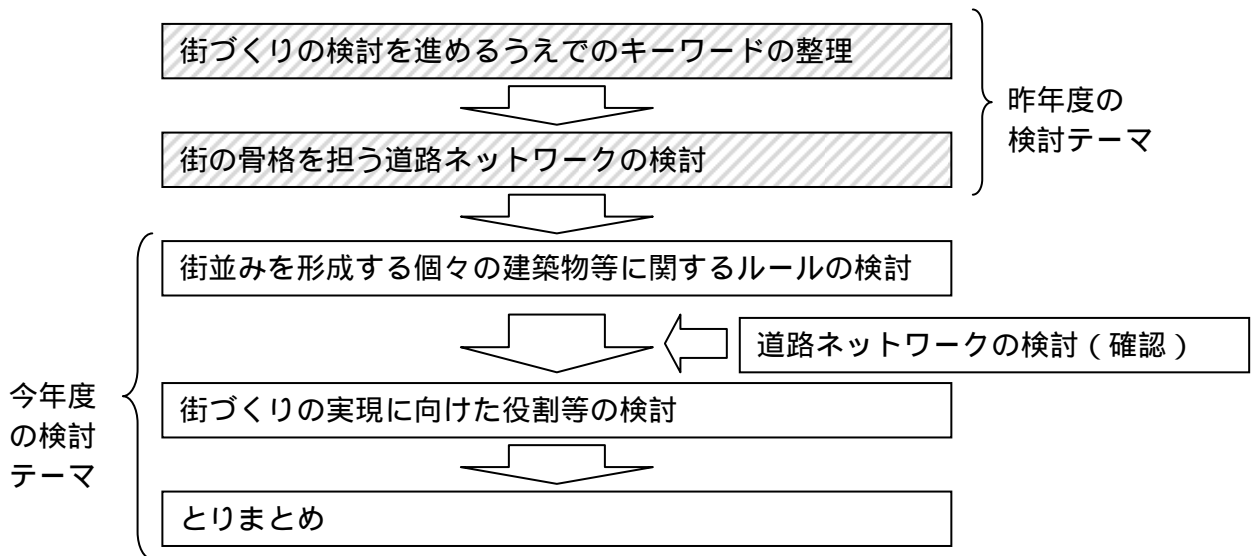 街づくりの検討を進めるうえでのキーワードの整理
昨年度の
検討テーマ
街の骨格を担う道路ネットワークの検討
街並みを形成する個々の建築物等に関するルールの検討
道路ネットワークの検討（確認）
今年度
の検討
テーマ
街づくりの実現に向けた役割等の検討
とりまとめ